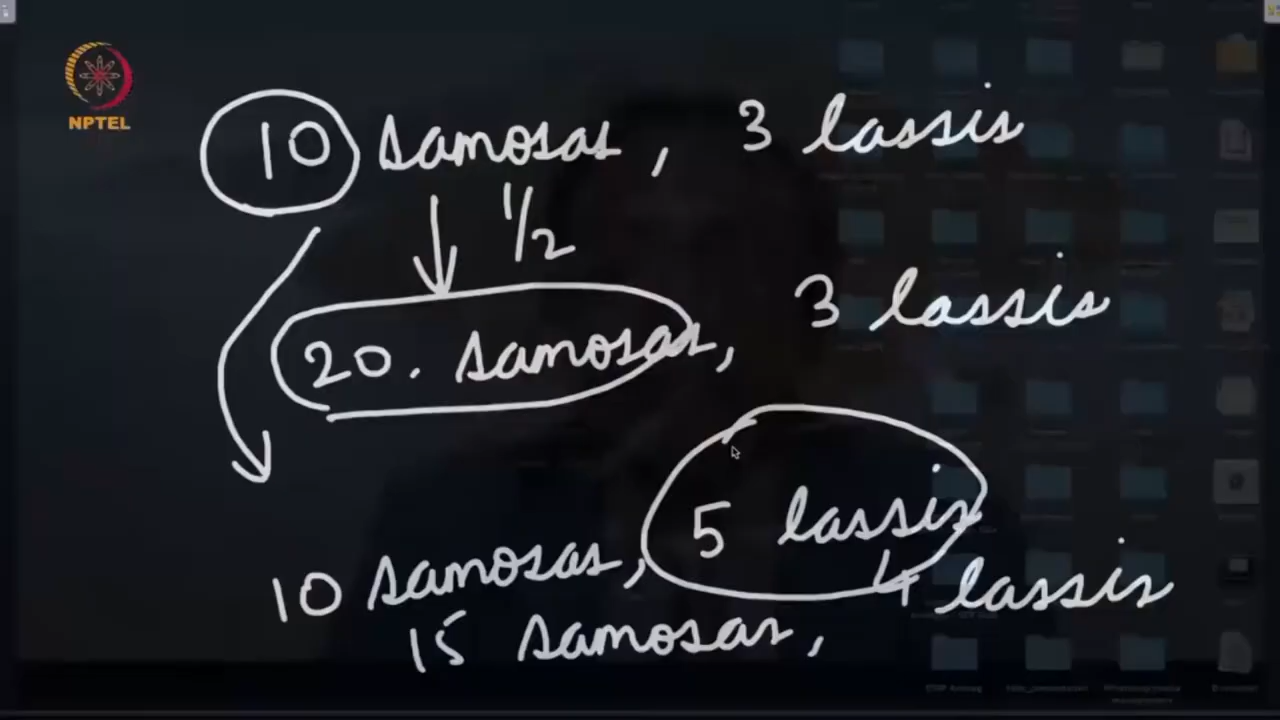 NPTEL
10 samosas, 3 lassis
1/2
20. samosas, 3 lassis
10 samosas, 5 lassis
15 samosas, 4 lassis